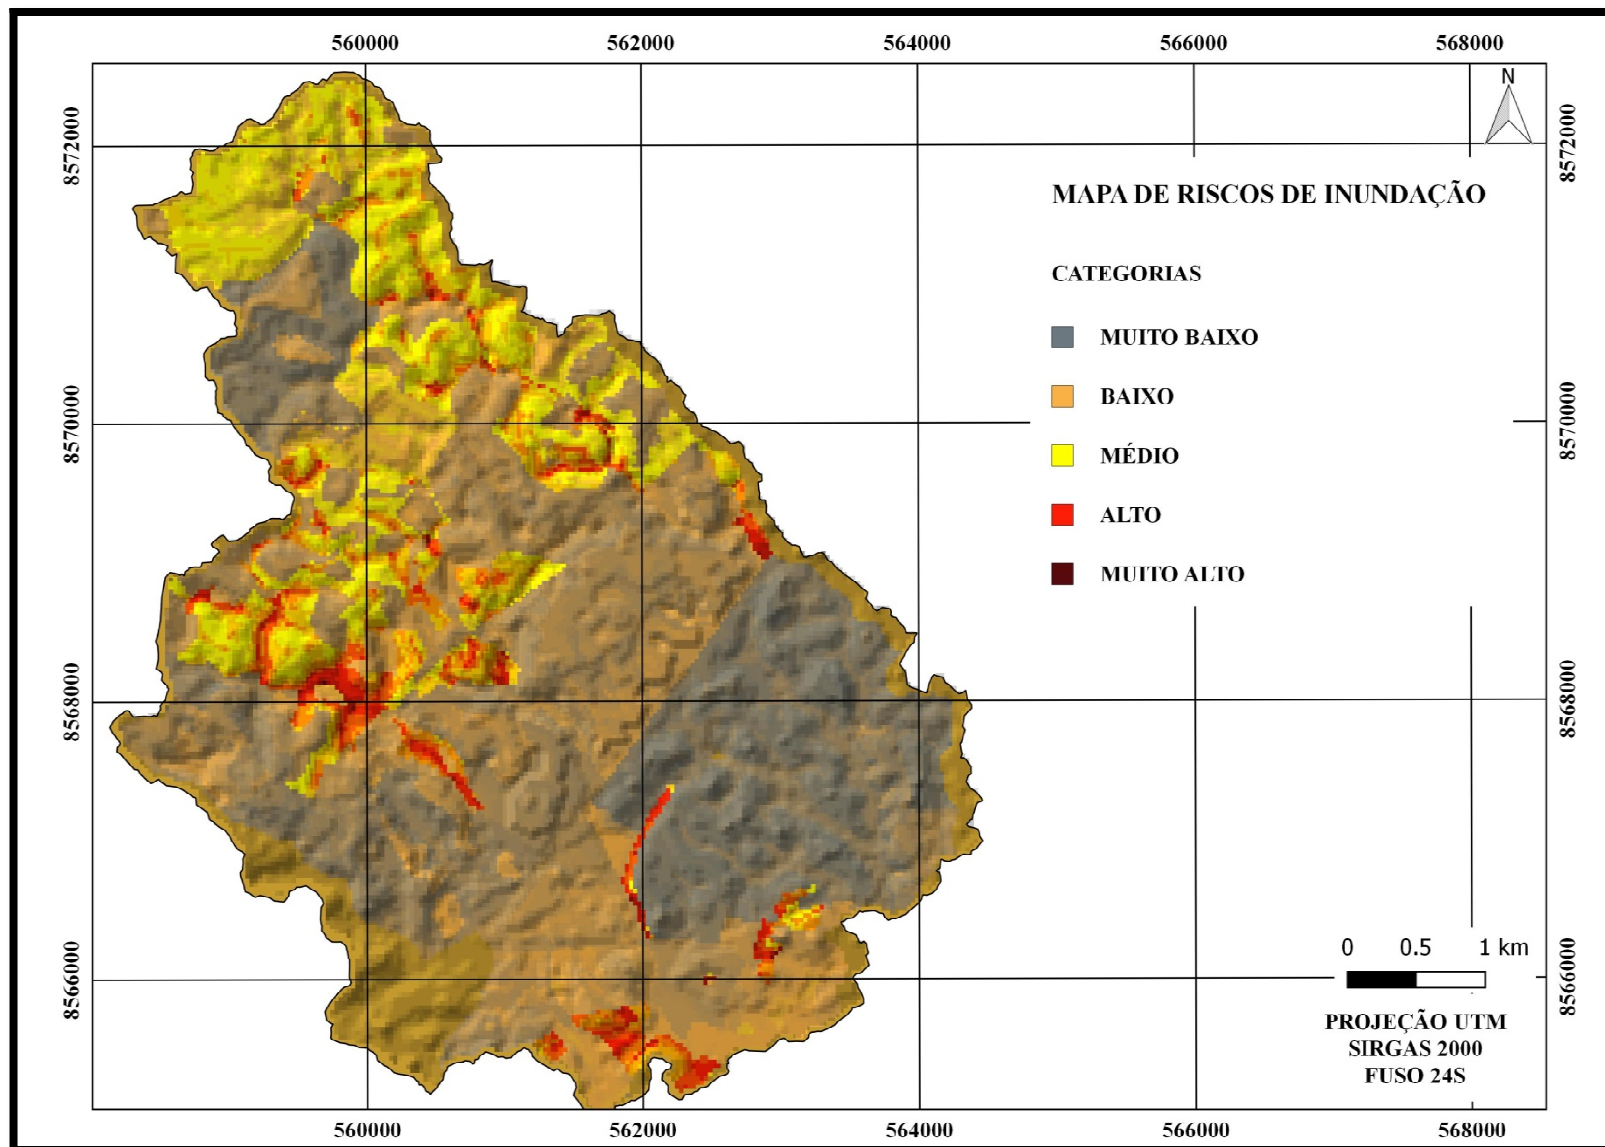 560000 562000 564000 566000 568000
N
8572000 8572000
MAPA DE RISCOS DE INUNDAÇÃO
CATEGORIAS
MUITO BAIXO
BAIXO
8570000 8570000
MÉDIO
ALTO
MUITO ALTO
8568000 8568000
0 0.5 1 km
8566000 8566000
PROJEÇÃO UTM
SIRGAS 2000
FUSO 24S
560000 562000 564000 566000 568000